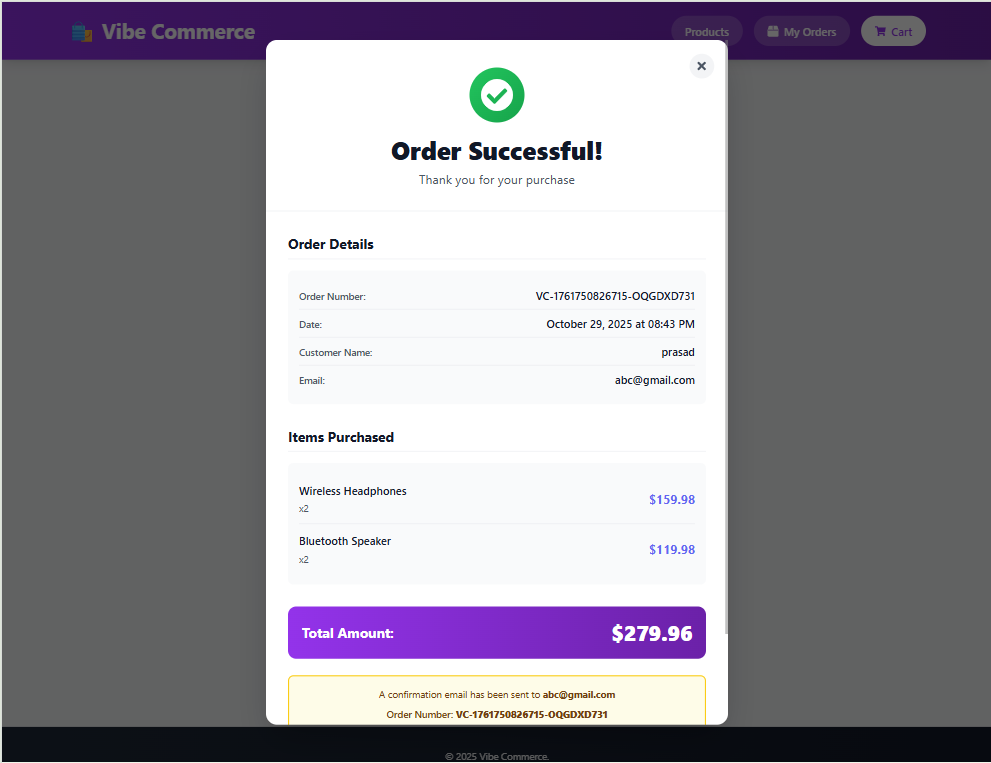 Vibe Commerce
Products
My Orders
Cart
Order Successful!
Thank you for your purchase
Order Details
Order Number: VC-1761750826715-OQGDXD731
Date: October 29, 2025 at 08:43 PM
Customer Name: prasad
Email: abc@gmail.com
Items Purchased
Wireless Headphones
x2
$159.98
Bluetooth Speaker
x2
$119.98
Total Amount: $279.96
A confirmation email has been sent to abc@gmail.com
Order Number: VC-1761750826715-OQGDXD731
© 2025 Vibe Commerce.